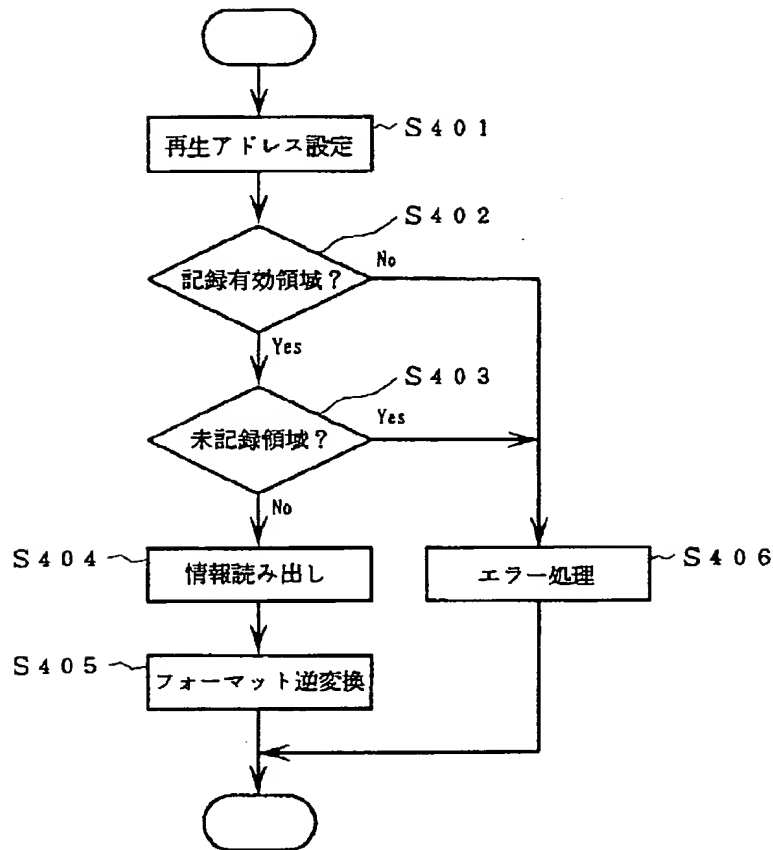 再生アドレス設定
S401
記録有効領域?
S402
No
Yes
未記録領域?
S403
Yes
No
S404
情報読み出し
エラー処理
S406
S405
フォーマット逆変換